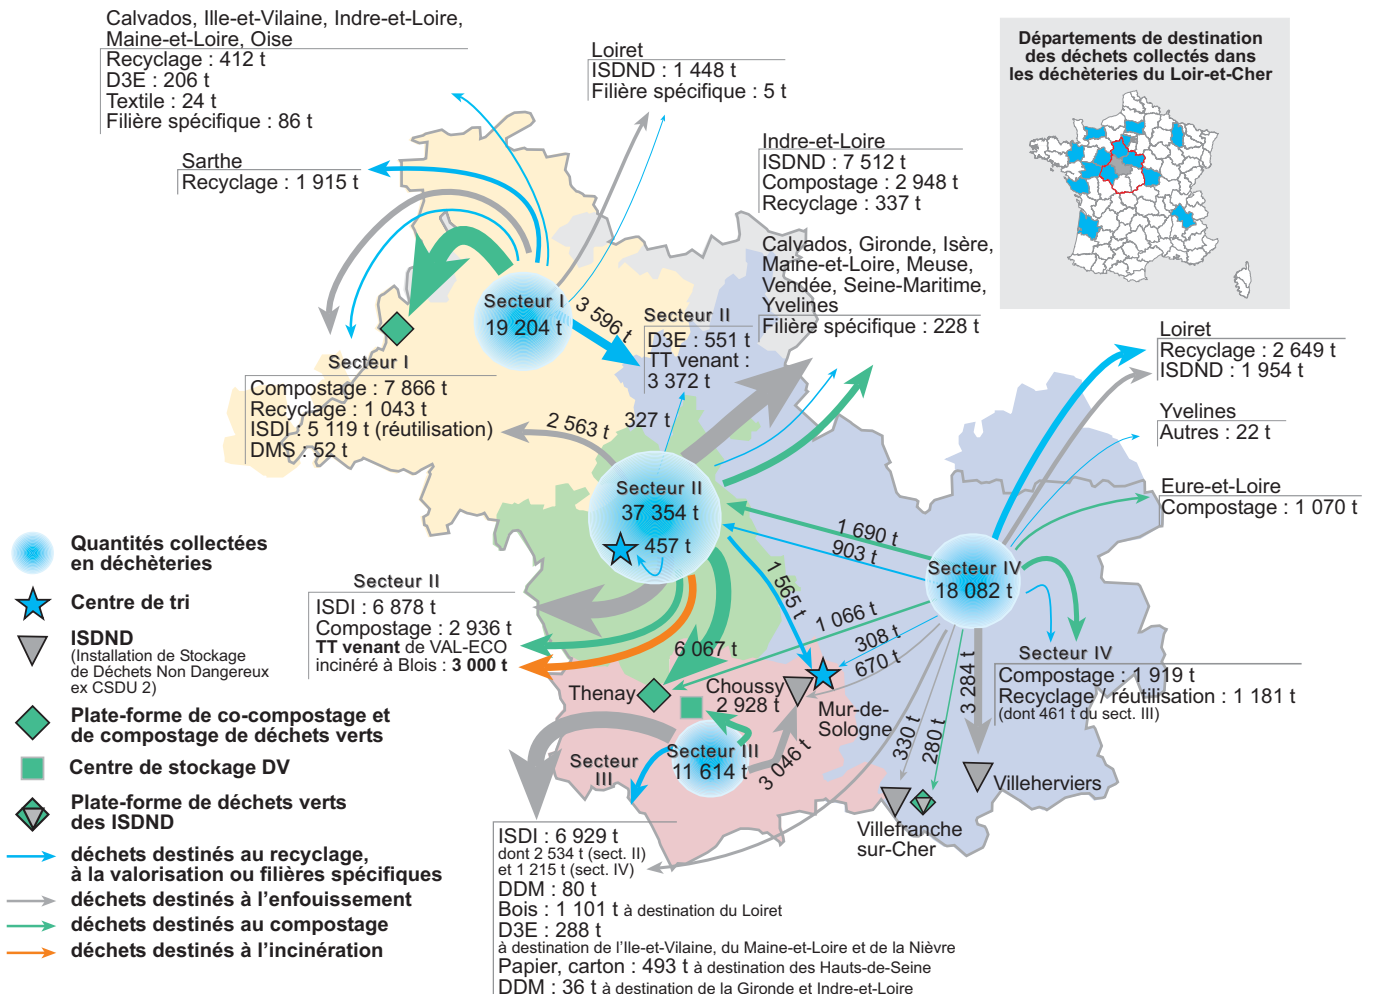 Calvados, Ille-et-Vilaine, Indre-et-Loire,
Maine-et-Loire, Oise
Recyclage : 412 t
D3E : 206 t
Textile : 24 t
Filière spécifique : 86 t
Loiret
ISDND : 1 448 t
Filière spécifique : 5 t
Départements de destination
des déchets collectés dans
les déchèteries du Loir-et-Cher
Sarthe
Recyclage : 1 915 t
Indre-et-Loire
ISDND : 7 512 t
Compostage : 2 948 t
Recyclage : 337 t
Calvados, Gironde, Isère,
Maine-et-Loire, Meuse,
Vendée, Seine-Maritime,
Yvelines
Filière spécifique : 228 t
Secteur I
19 204 t
3 596 t
Secteur II
D3E : 551 t
TT venant :
3 372 t
Secteur I
Compostage : 7 866 t
Recyclage : 1 043 t
ISDI : 5 119 t (réutilisation)
DMS : 52 t
2 563 t
327 t
Loiret
Recyclage : 2 649 t
ISDND : 1 954 t
Yvelines
Autres : 22 t
Eure-et-Loire
Compostage : 1 070 t
Secteur II
37 354 t
457 t
1 690 t
903 t
1 565 t
1 066 t
308 t
670 t
Secteur IV
18 082 t
Secteur II
ISDI : 6 878 t
Compostage : 2 936 t
TT venant de VAL-ECO
incinéré à Blois : 3 000 t
6 067 t
Thenay
Choussy
2 928 t
Mur-de-
Sologne
3 284 t
Secteur IV
Compostage : 1 919 t
Recyclage / réutilisation : 1 181 t
(dont 461 t du sect. III)
Secteur
III
Secteur III
11 614 t
3 046 t
330 t
280 t
Villeherviers
Villefranche
sur-Cher
ISDI : 6 929 t
dont 2 534 t (sect. II)
et 1 215 t (sect. IV)
DDM : 80 t
Bois : 1 101 t à destination du Loiret
D3E : 288 t
à destination de l'Ile-et-Vilaine, du Maine-et-Loire et de la Nièvre
Papier, carton : 493 t à destination des Hauts-de-Seine
DDM : 36 t à destination de la Gironde et Indre-et-Loire
Quantités collectées
en déchèteries
Centre de tri
ISDND
(Installation de Stockage
de Déchets Non Dangereux
ex CSDU 2)
Plate-forme de co-compostage et
de compostage de déchets verts
Centre de stockage DV
Plate-forme de déchets verts
des ISDND
déchets destinés au recyclage,
à la valorisation ou filières spécifiques
déchets destinés à l'enfouissement
déchets destinés au compostage
déchets destinés à l'incinération